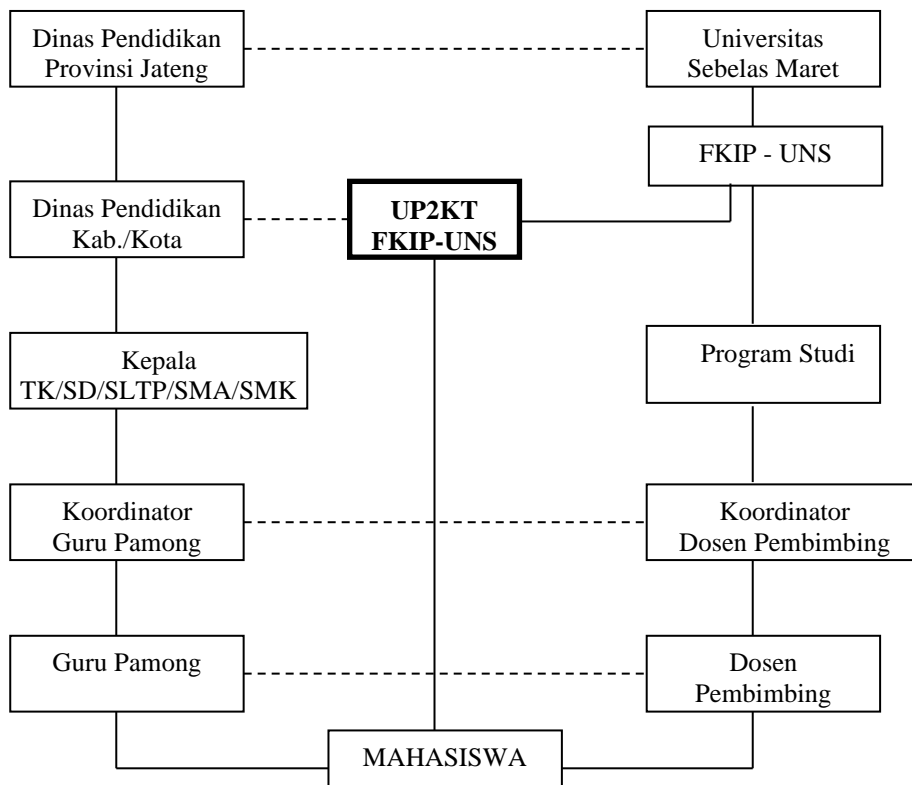 Dinas Pendidikan
Provinsi Jateng
Universitas
Sebelas Maret
FKIP - UNS
Dinas Pendidikan
Kab./Kota
UP2KT
FKIP-UNS
Kepala
TK/SD/SLTP/SMA/SMK
Program Studi
Koordinator
Guru Pamong
Koordinator
Dosen Pembimbing
Guru Pamong
Dosen
Pembimbing
MAHASISWA